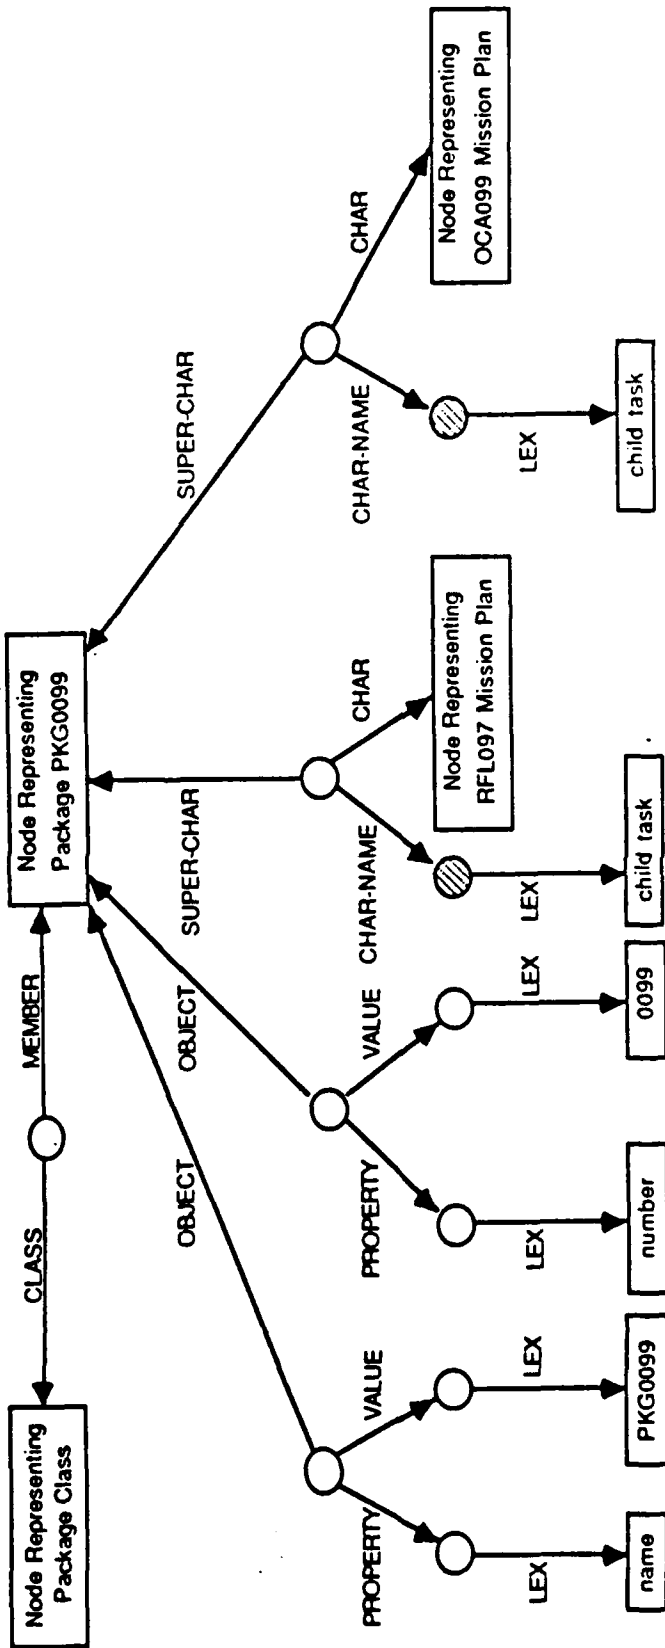 Node Representing
Package Class
CLASS
MEMBER
Node Representing
Package PKG0099
OBJECT
OBJECT
SUPER-CHAR
SUPER-CHAR
PROPERTY
VALUE
PROPERTY
VALUE
CHAR-NAME
CHAR
CHAR-NAME
CHAR
Node Representing
RFL097 Mission Plan
Node Representing
OCA099 Mission Plan
LEX
LEX
LEX
LEX
LEX
LEX
name
PKG0099
number
0099
child task
child task